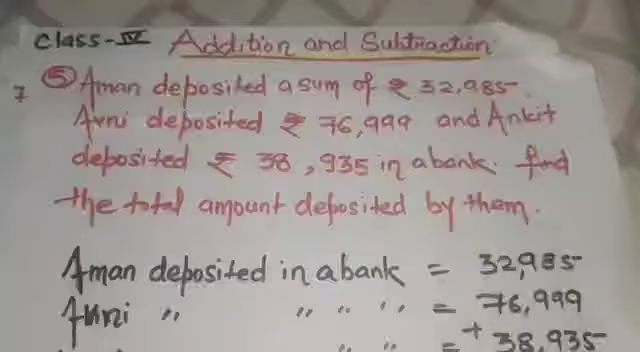 Class-IV Addition and Subtraction
7 ⑤ Aman deposited a sum of ₹ 32,985.
Avni deposited ₹ 76,999 and Ankit
deposited ₹ 38,935 in a bank. find
the total amount deposited by them.
Aman deposited in a bank = 32,985
Avni " " " " = 76,999
" " = + 38,935